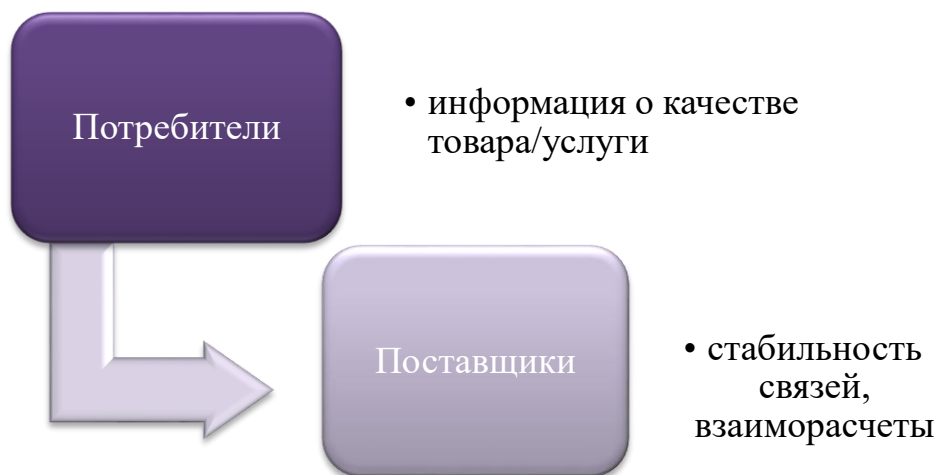 Потребители
• информация о качестве
товара/услуги
Поставщики
• стабильность
связей,
взаиморасчеты